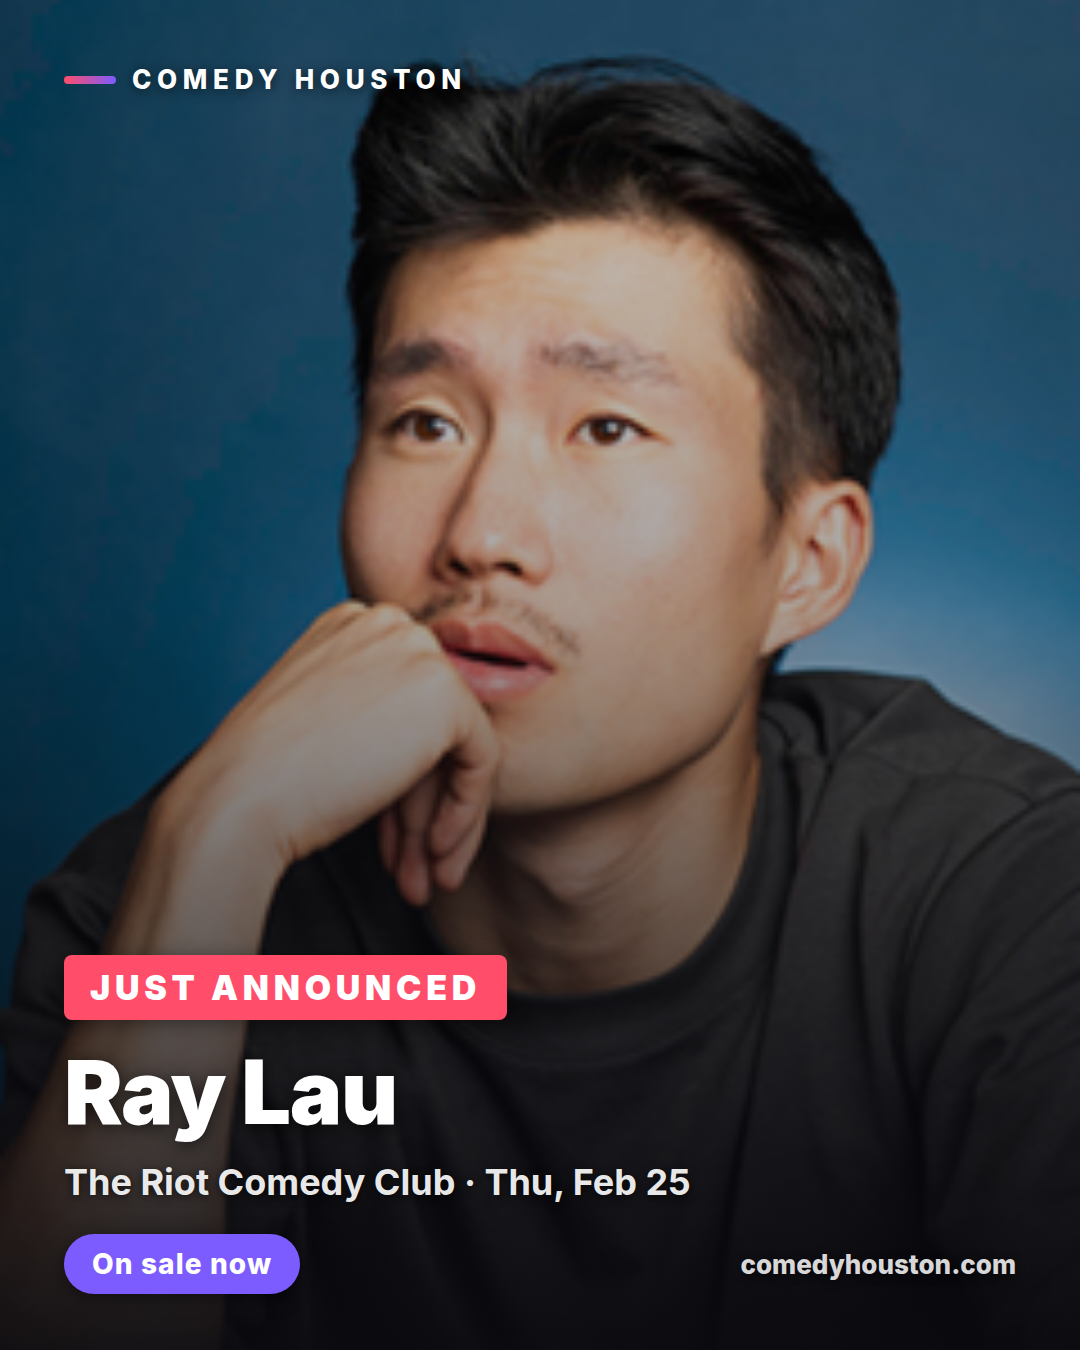 COMEDY HOUSTON
JUST ANNOUNCED
Ray Lau
The Riot Comedy Club · Thu, Feb 25
On sale now
comedyhouston.com